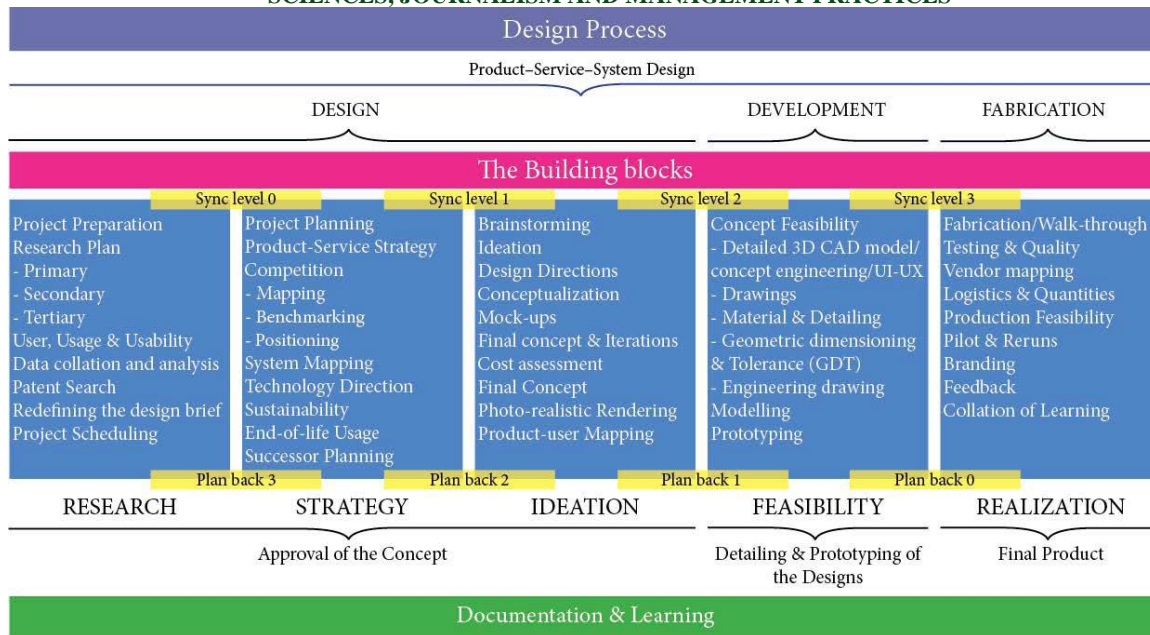 SCIENCES, JOURNALISM AND MANAGEMENT PRACTICES
Design Process
Product–Service–System Design
DESIGN
DEVELOPMENT
FABRICATION
The Building blocks
Sync level 0
Sync level 1
Sync level 2
Sync level 3
Project Preparation
Research Plan
- Primary
- Secondary
- Tertiary
User, Usage & Usability
Data collation and analysis
Patent Search
Redefining the design brief
Project Scheduling
Project Planning
Product-Service Strategy
Competition
- Mapping
- Benchmarking
- Positioning
System Mapping
Technology Direction
Sustainability
End-of-life Usage
Successor Planning
Brainstorming
Ideation
Design Directions
Conceptualization
Mock-ups
Final concept & Iterations
Cost assessment
Final Concept
Photo-realistic Rendering
Product-user Mapping
Concept Feasibility
- Detailed 3D CAD model/
concept engineering/UI-UX
- Drawings
- Material & Detailing
- Geometric dimensioning
& Tolerance (GDT)
- Engineering drawing
Modelling
Prototyping
Fabrication/Walk-through
Testing & Quality
Vendor mapping
Logistics & Quantities
Production Feasibility
Pilot & Reruns
Branding
Feedback
Collation of Learning
Plan back 3
Plan back 2
Plan back 1
Plan back 0
RESEARCH
STRATEGY
IDEATION
FEASIBILITY
REALIZATION
Approval of the Concept
Detailing & Prototyping of
the Designs
Final Product
Documentation & Learning